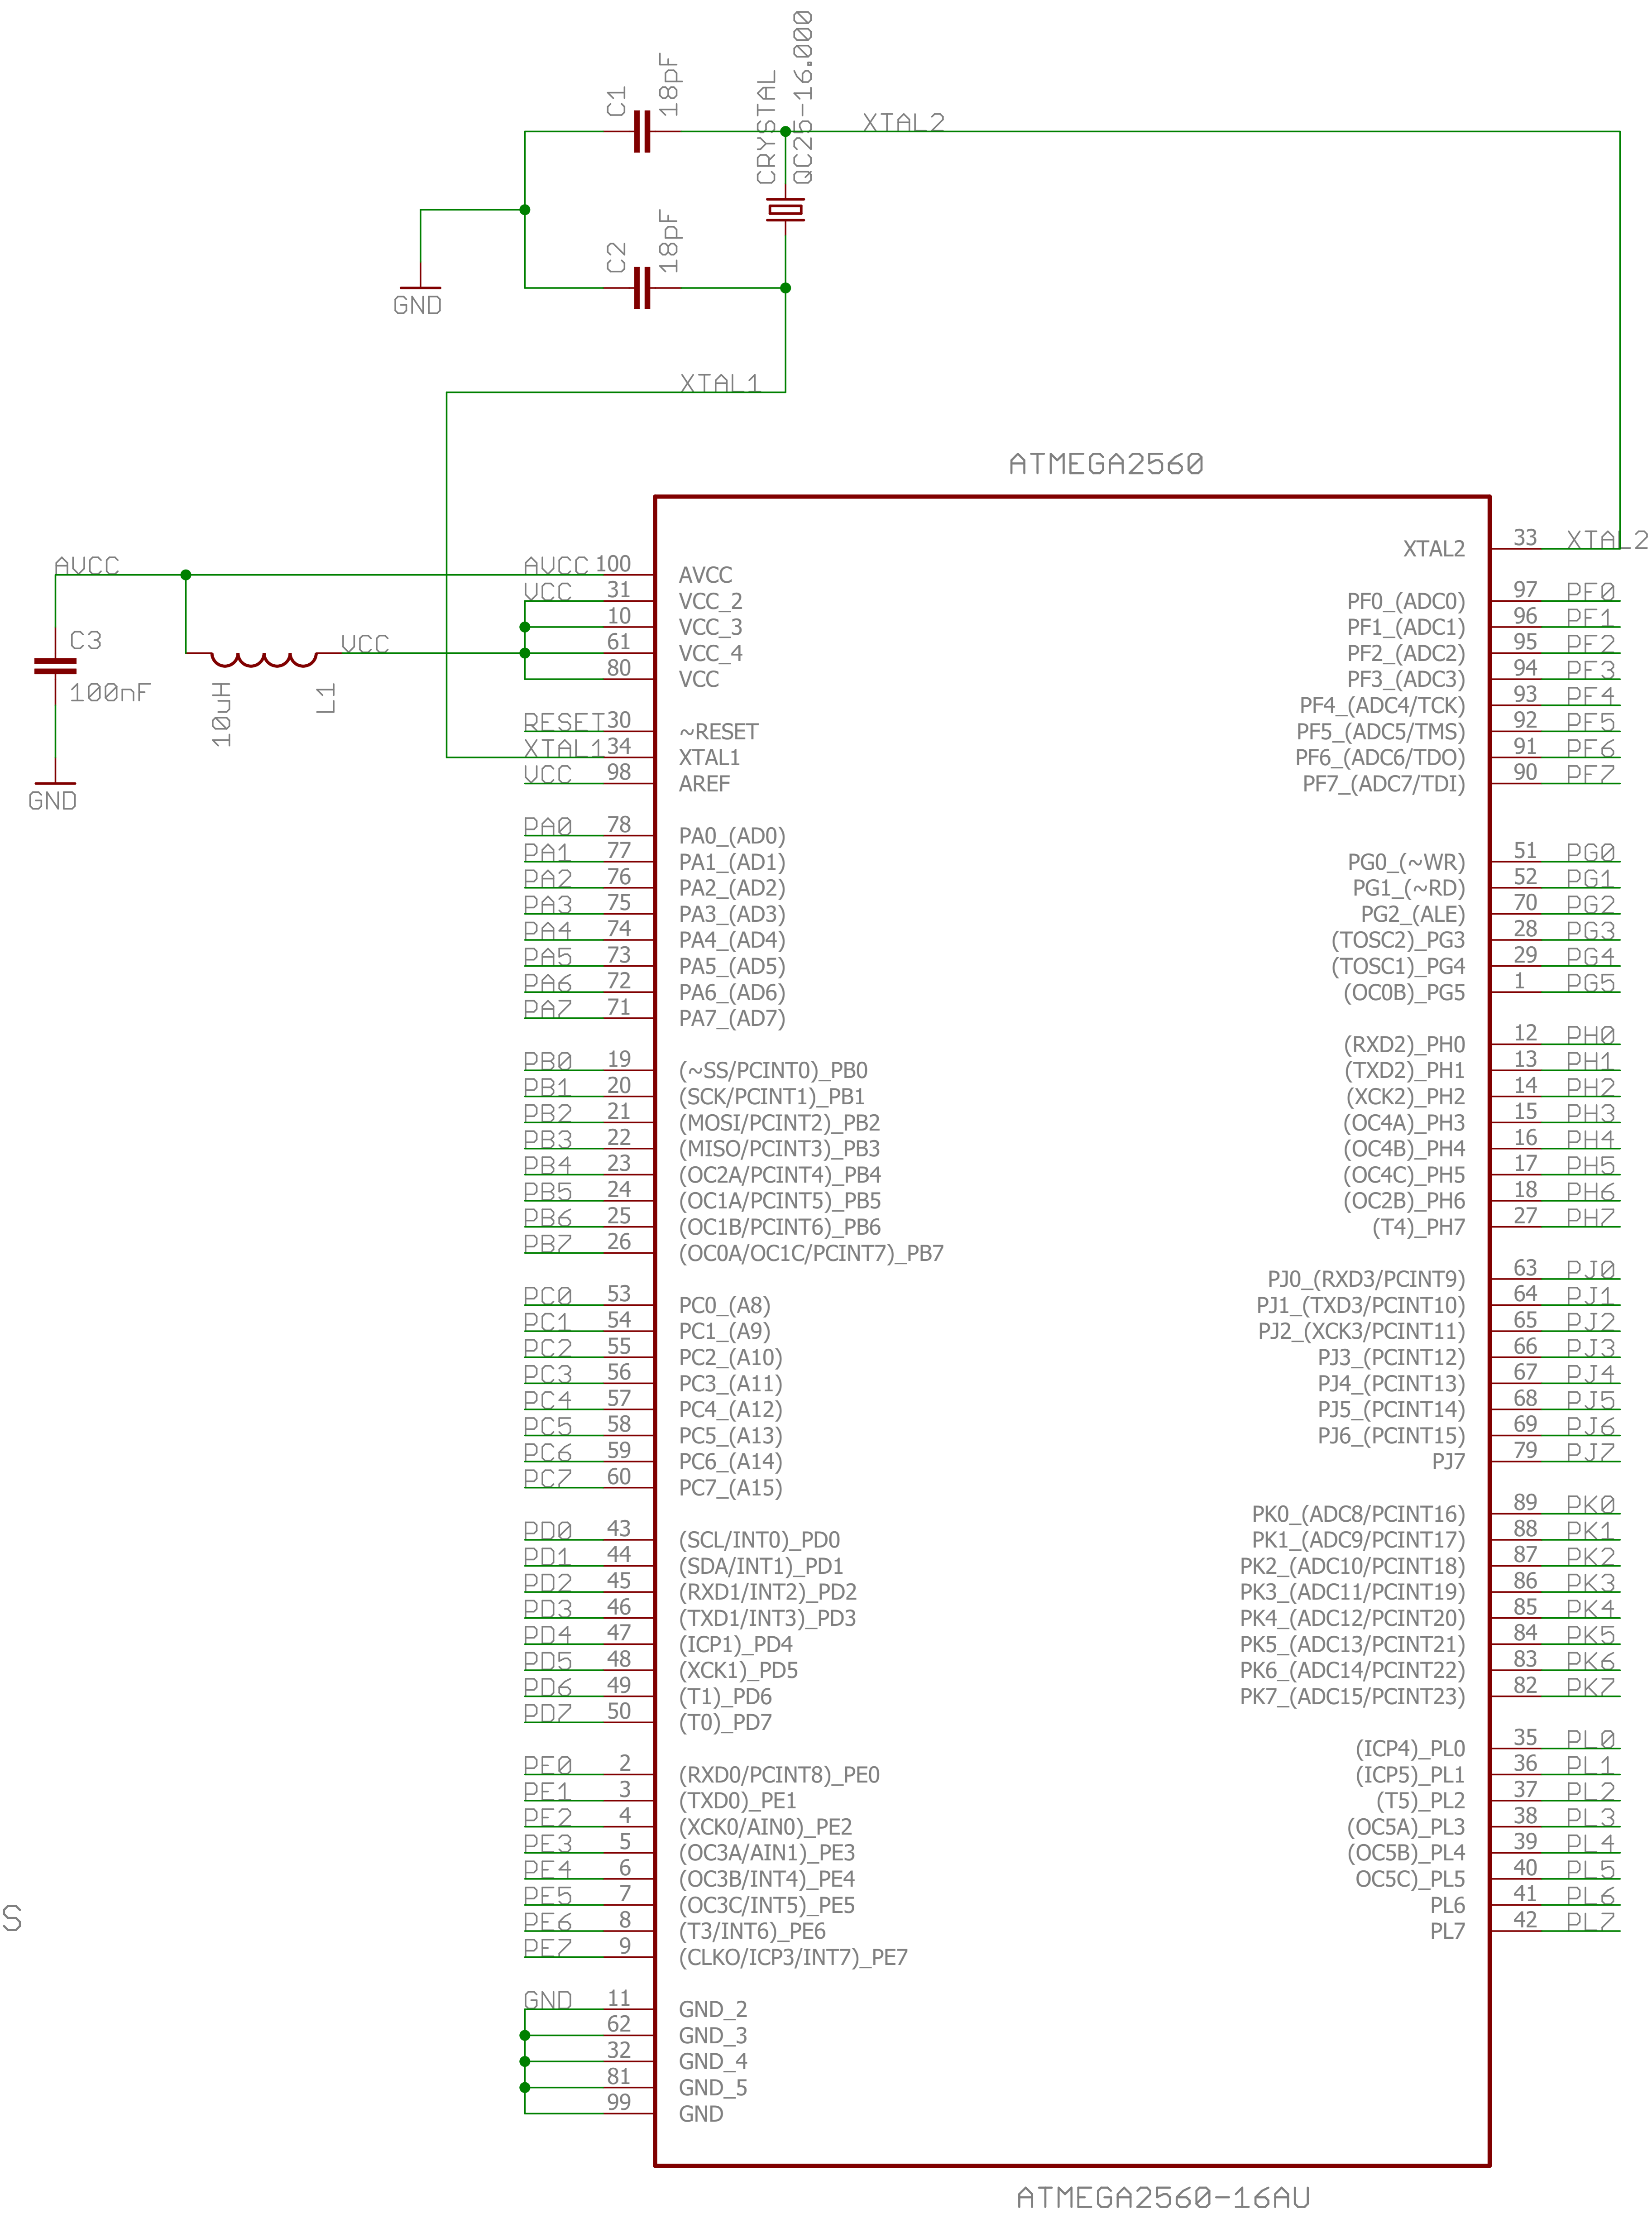 C1
18pF
CRYSTAL
QC25-16.000
XTAL2
C2
18pF
GND
XTAL1
ATMEGA2560
AVCC
C3
100nF
GND
VCC
10uH
L1
AVCC 100 AVCC
VCC 31 VCC_2
10 VCC_3
61 VCC_4
80 VCC
RESET 30 ~RESET
XTAL1 34 XTAL1
VCC 98 AREF
PA0 78 PA0_(AD0)
PA1 77 PA1_(AD1)
PA2 76 PA2_(AD2)
PA3 75 PA3_(AD3)
PA4 74 PA4_(AD4)
PA5 73 PA5_(AD5)
PA6 72 PA6_(AD6)
PA7 71 PA7_(AD7)
PB0 19 (~SS/PCINT0)_PB0
PB1 20 (SCK/PCINT1)_PB1
PB2 21 (MOSI/PCINT2)_PB2
PB3 22 (MISO/PCINT3)_PB3
PB4 23 (OC2A/PCINT4)_PB4
PB5 24 (OC1A/PCINT5)_PB5
PB6 25 (OC1B/PCINT6)_PB6
PB7 26 (OC0A/OC1C/PCINT7)_PB7
PC0 53 PC0_(A8)
PC1 54 PC1_(A9)
PC2 55 PC2_(A10)
PC3 56 PC3_(A11)
PC4 57 PC4_(A12)
PC5 58 PC5_(A13)
PC6 59 PC6_(A14)
PC7 60 PC7_(A15)
PD0 43 (SCL/INT0)_PD0
PD1 44 (SDA/INT1)_PD1
PD2 45 (RXD1/INT2)_PD2
PD3 46 (TXD1/INT3)_PD3
PD4 47 (ICP1)_PD4
PD5 48 (XCK1)_PD5
PD6 49 (T1)_PD6
PD7 50 (T0)_PD7
PE0 2 (RXD0/PCINT8)_PE0
PE1 3 (TXD0)_PE1
PE2 4 (XCK0/AIN0)_PE2
PE3 5 (OC3A/AIN1)_PE3
PE4 6 (OC3B/INT4)_PE4
PE5 7 (OC3C/INT5)_PE5
PE6 8 (T3/INT6)_PE6
PE7 9 (CLKO/ICP3/INT7)_PE7
S
GND 11 GND_2
62 GND_3
32 GND_4
81 GND_5
99 GND
XTAL2 33 XTAL2
PF0_(ADC0) 97 PF0
PF1_(ADC1) 96 PF1
PF2_(ADC2) 95 PF2
PF3_(ADC3) 94 PF3
PF4_(ADC4/TCK) 93 PF4
PF5_(ADC5/TMS) 92 PF5
PF6_(ADC6/TDO) 91 PF6
PF7_(ADC7/TDI) 90 PF7
PG0_(~WR) 51 PG0
PG1_(~RD) 52 PG1
PG2_(ALE) 70 PG2
(TOSC2)_PG3 28 PG3
(TOSC1)_PG4 29 PG4
(OC0B)_PG5 1 PG5
(RXD2)_PH0 12 PH0
(TXD2)_PH1 13 PH1
(XCK2)_PH2 14 PH2
(OC4A)_PH3 15 PH3
(OC4B)_PH4 16 PH4
(OC4C)_PH5 17 PH5
(OC2B)_PH6 18 PH6
(T4)_PH7 27 PH7
PJ0_(RXD3/PCINT9) 63 PJ0
PJ1_(TXD3/PCINT10) 64 PJ1
PJ2_(XCK3/PCINT11) 65 PJ2
PJ3_(PCINT12) 66 PJ3
PJ4_(PCINT13) 67 PJ4
PJ5_(PCINT14) 68 PJ5
PJ6_(PCINT15) 69 PJ6
PJ7 79 PJ7
PK0_(ADC8/PCINT16) 89 PK0
PK1_(ADC9/PCINT17) 88 PK1
PK2_(ADC10/PCINT18) 87 PK2
PK3_(ADC11/PCINT19) 86 PK3
PK4_(ADC12/PCINT20) 85 PK4
PK5_(ADC13/PCINT21) 84 PK5
PK6_(ADC14/PCINT22) 83 PK6
PK7_(ADC15/PCINT23) 82 PK7
(ICP4)_PL0 35 PL0
(ICP5)_PL1 36 PL1
(T5)_PL2 37 PL2
(OC5A)_PL3 38 PL3
(OC5B)_PL4 39 PL4
OC5C)_PL5 40 PL5
PL6 41 PL6
PL7 42 PL7
ATMEGA2560-16AU